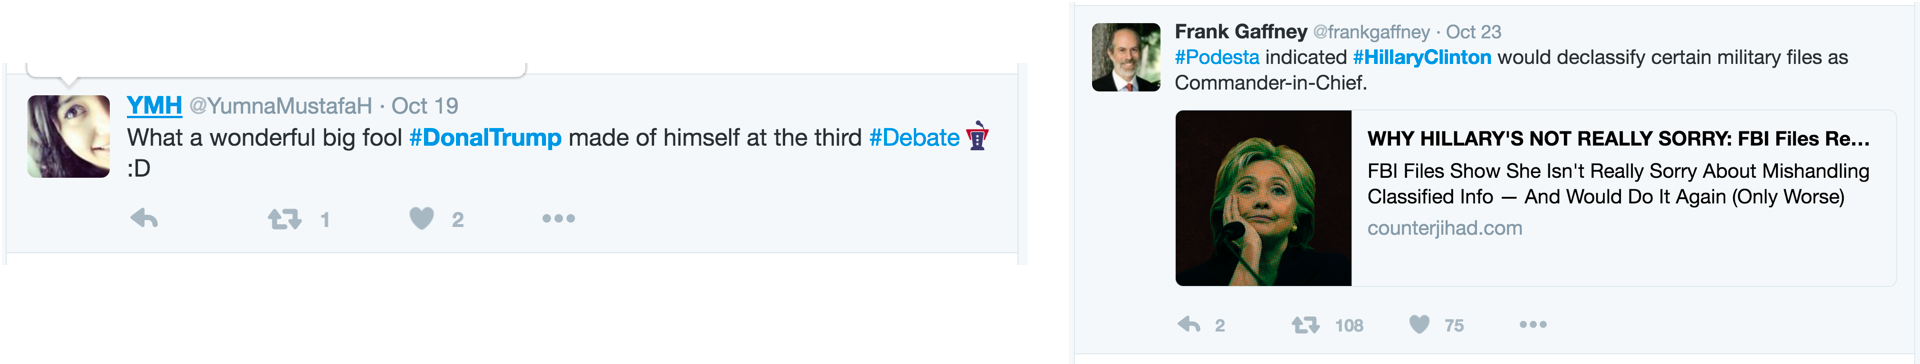 YMH @YumnaMustafaH · Oct 19
What a wonderful big fool #DonalTrump made of himself at the third #Debate
:D
1 2
Frank Gaffney @frankgaffney · Oct 23
#Podesta indicated #HillaryClinton would declassify certain military files as
Commander-in-Chief.
WHY HILLARY'S NOT REALLY SORRY: FBI Files Re...
FBI Files Show She Isn't Really Sorry About Mishandling
Classified Info — And Would Do It Again (Only Worse)
counterjihad.com
2 108 75